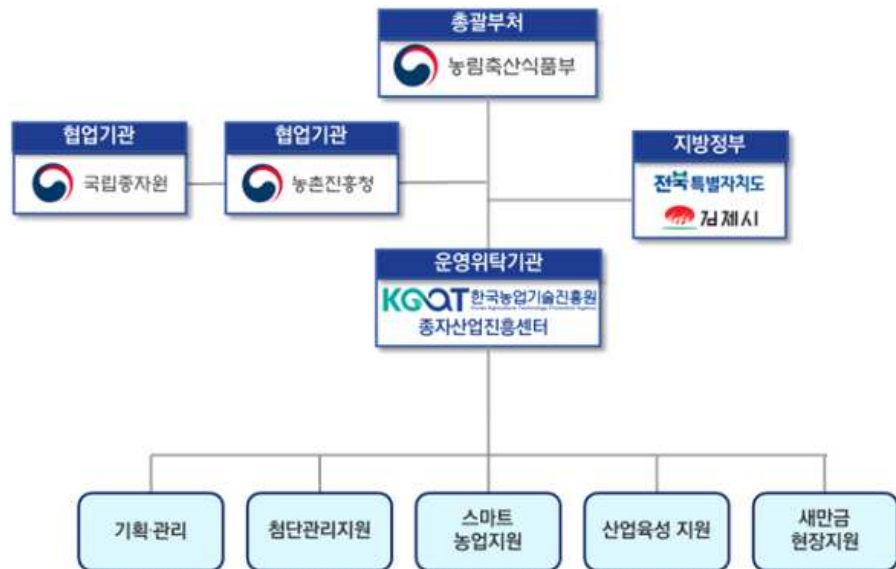 총괄부처
농림축산식품부
협업기관
국립종자원
협업기관
농촌진흥청
지방정부
전북특별자치도
김제시
운영위탁기관
KOAT 한국농업기술진흥원
종자산업진흥센터
기획·관리
첨단관리지원
스마트
농업지원
산업육성 지원
새만금
현장지원